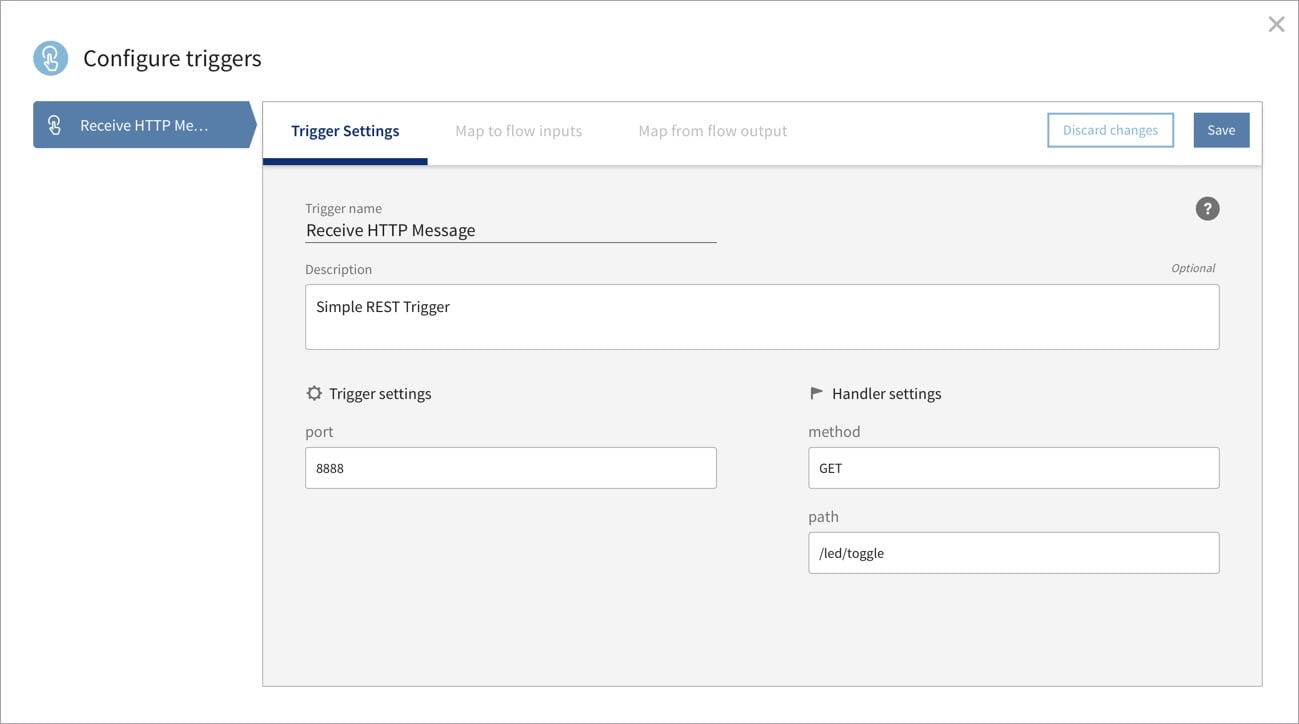 Configure triggers
Receive HTTP Me…
Trigger Settings
Map to flow inputs
Map from flow output
Discard changes
Save
Trigger name
?
Receive HTTP Message
Description
Optional
Simple REST Trigger
Trigger settings
Handler settings
port
method
8888
GET
path
/led/toggle